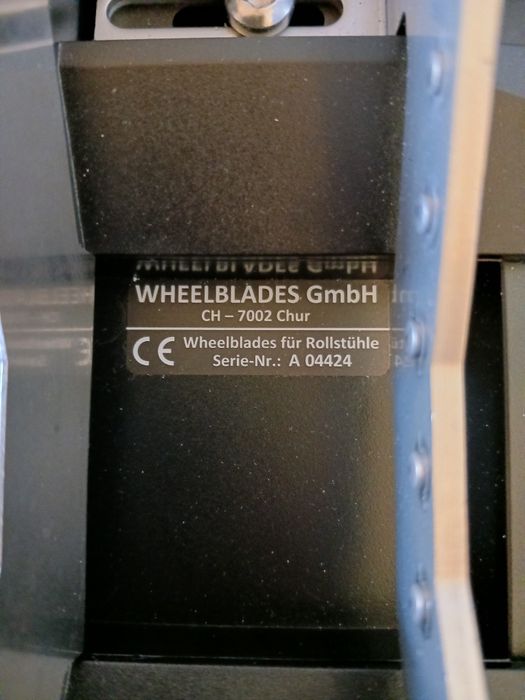 WHEELBLADES GmbH
CH – 7002 Chur
CE Wheelblades für Rollstühle
Serie-Nr.: A 04424